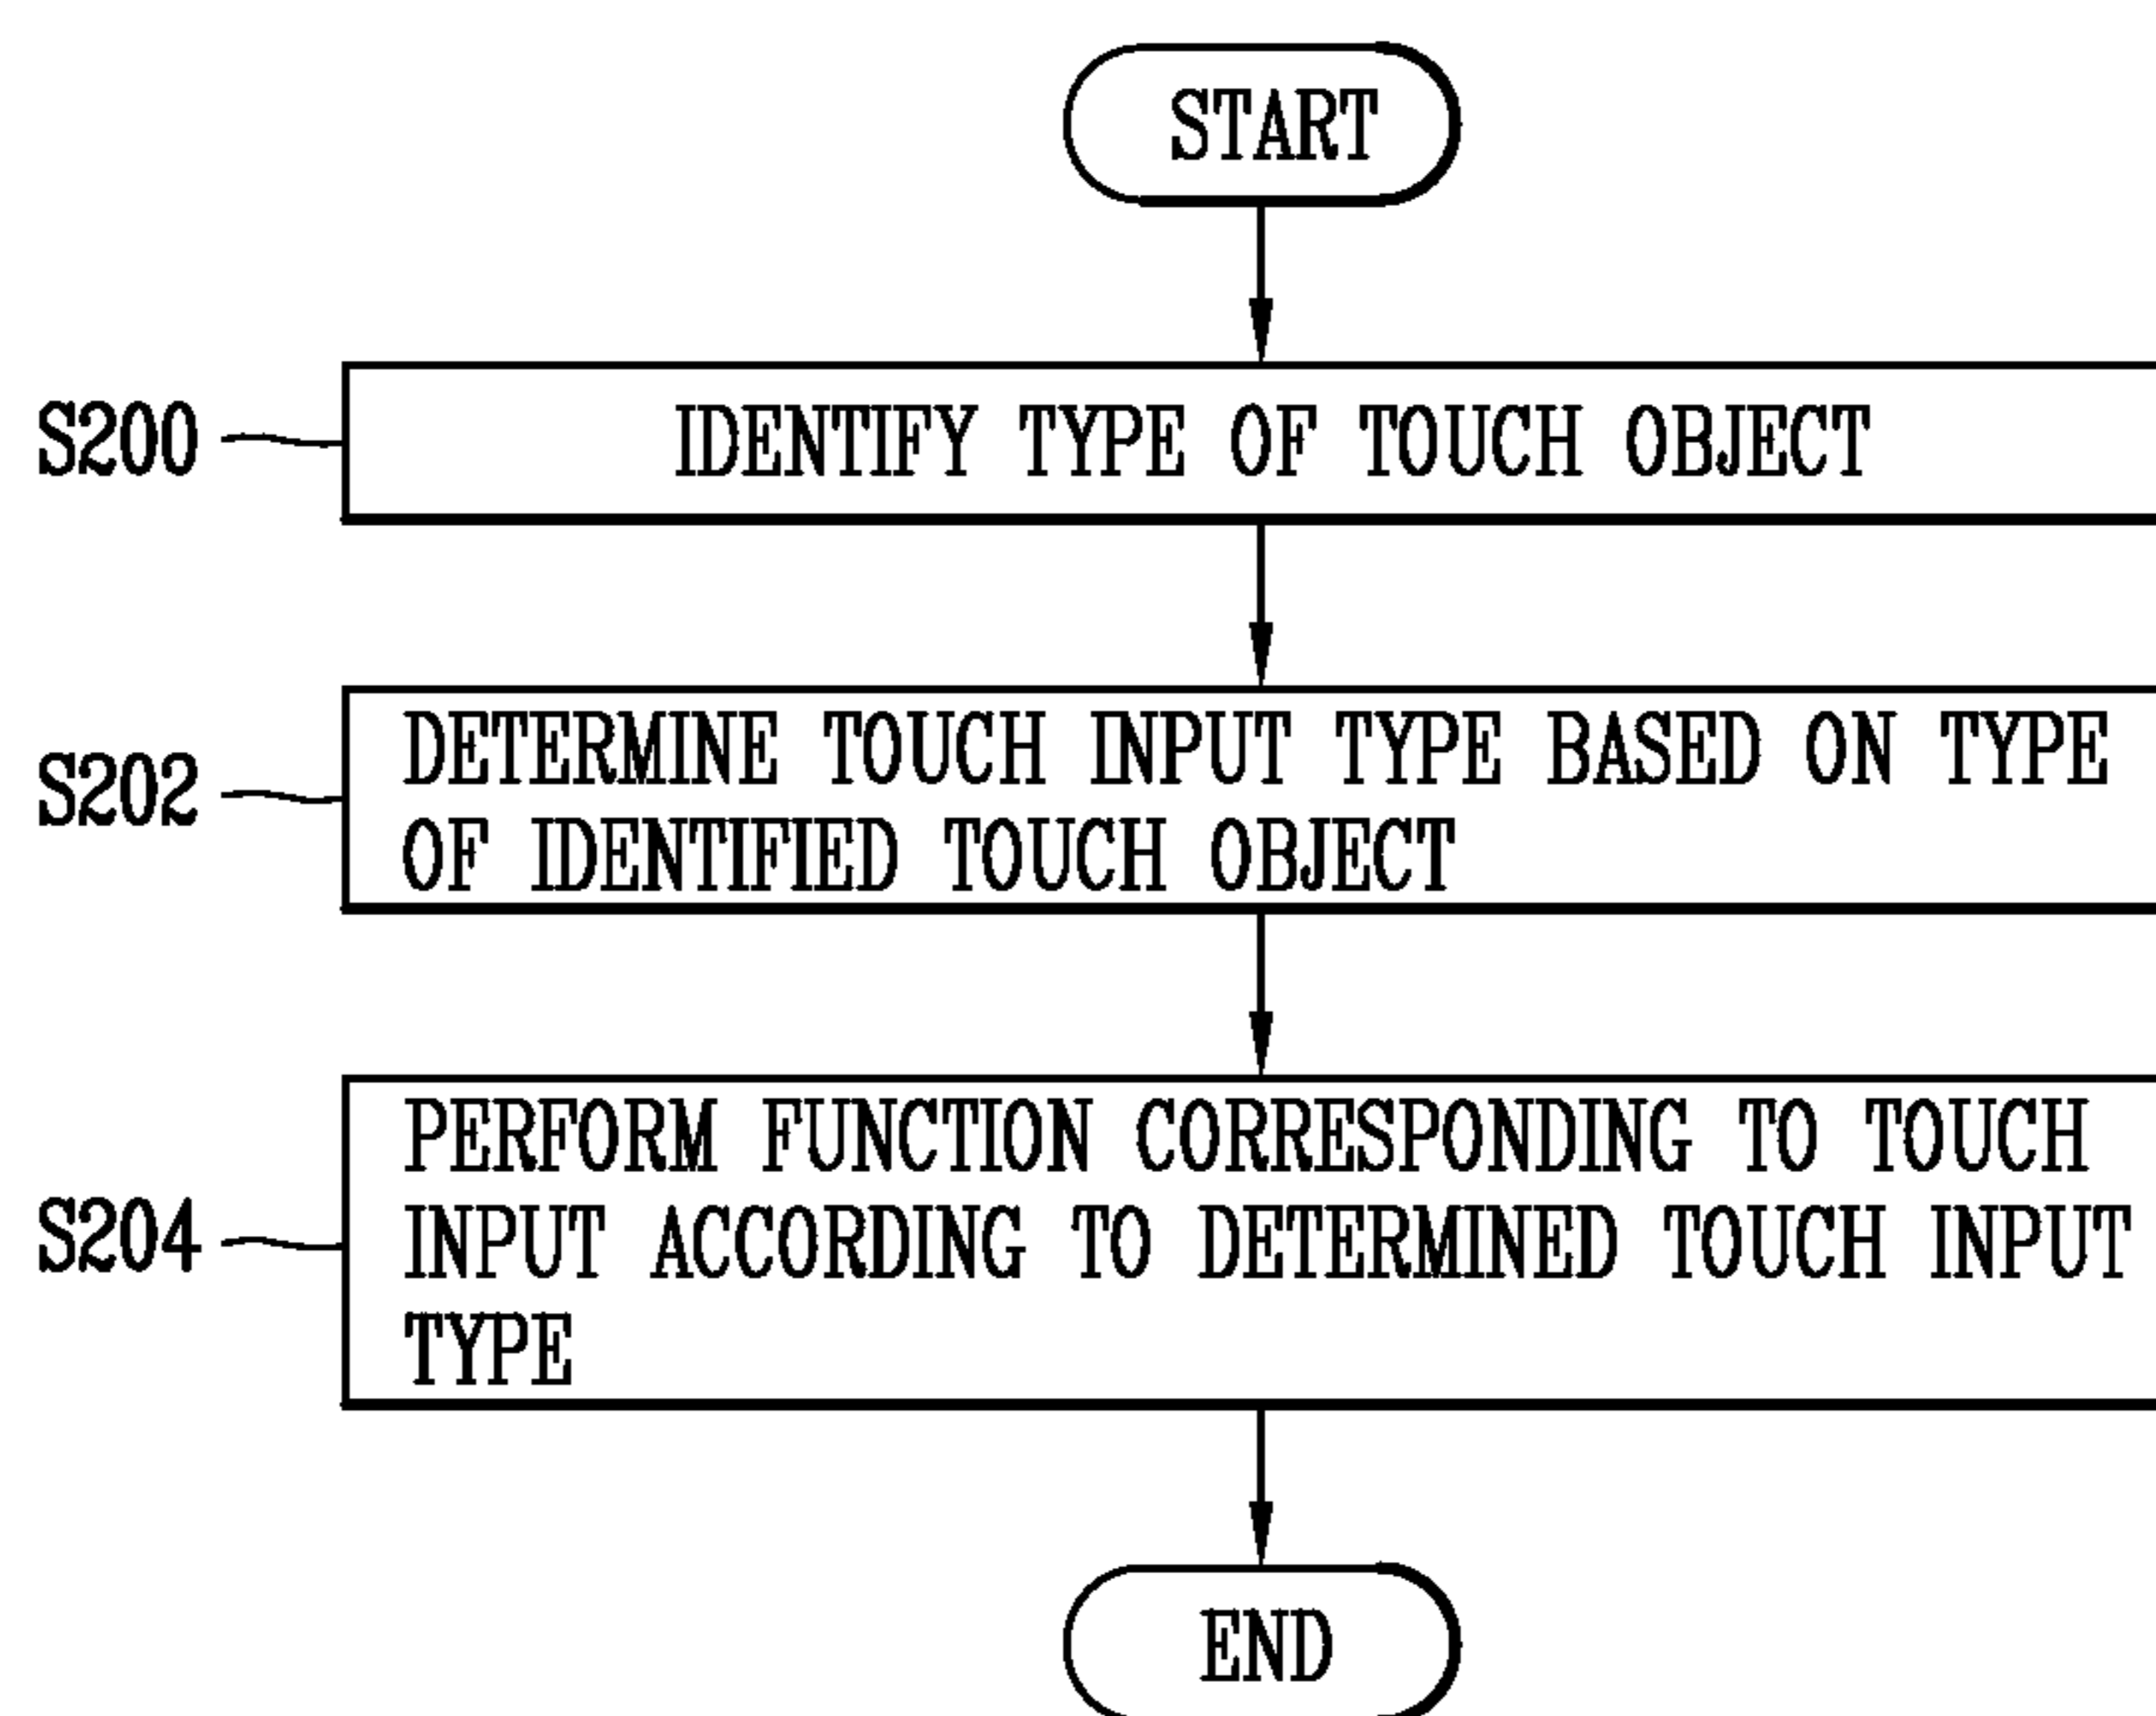 START
S200
IDENTIFY TYPE OF TOUCH OBJECT
S202
DETERMINE TOUCH INPUT TYPE BASED ON TYPE
OF IDENTIFIED TOUCH OBJECT
S204
PERFORM FUNCTION CORRESPONDING TO TOUCH
INPUT ACCORDING TO DETERMINED TOUCH INPUT
TYPE
END